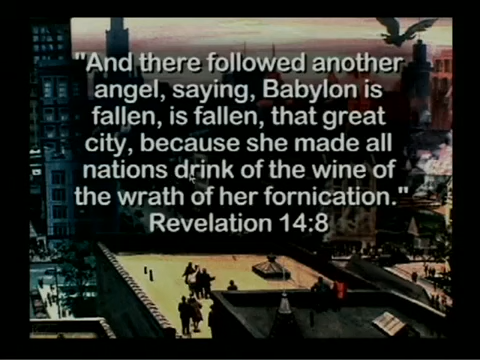 "And there followed another
angel, saying, Babylon is
fallen, is fallen, that great
city, because she made all
nations drink of the wine of
the wrath of her fornication."
Revelation 14:8